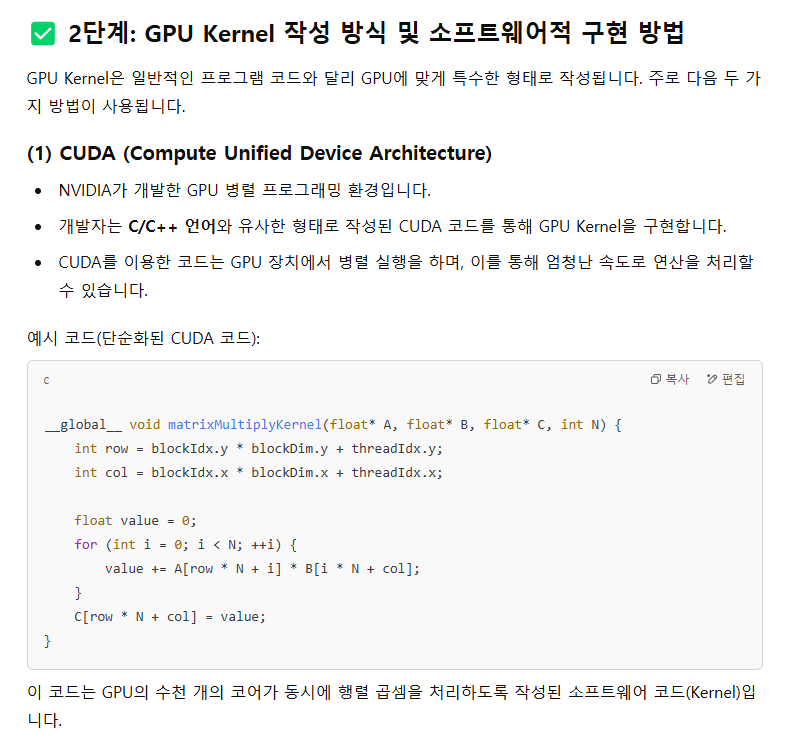 ✅ 2단계: GPU Kernel 작성 방식 및 소프트웨어적 구현 방법
GPU Kernel은 일반적인 프로그램 코드와 달리 GPU에 맞게 특수한 형태로 작성됩니다. 주로 다음 두 가
지 방법이 사용됩니다.
(1) CUDA (Compute Unified Device Architecture)
• NVIDIA가 개발한 GPU 병렬 프로그래밍 환경입니다.
• 개발자는 C/C++ 언어와 유사한 형태로 작성된 CUDA 코드를 통해 GPU Kernel을 구현합니다.
• CUDA를 이용한 코드는 GPU 장치에서 병렬 실행을 하며, 이를 통해 엄청난 속도로 연산을 처리할
수 있습니다.
예시 코드(단순화된 CUDA 코드):
c 복사 편집
__global__ void matrixMultiplyKernel(float* A, float* B, float* C, int N) {
    int row = blockIdx.y * blockDim.y + threadIdx.y;
    int col = blockIdx.x * blockDim.x + threadIdx.x;
    float value = 0;
    for (int i = 0; i < N; ++i) {
        value += A[row * N + i] * B[i * N + col];
    }
    C[row * N + col] = value;
}
이 코드는 GPU의 수천 개의 코어가 동시에 행렬 곱셈을 처리하도록 작성된 소프트웨어 코드(Kernel)입
니다.